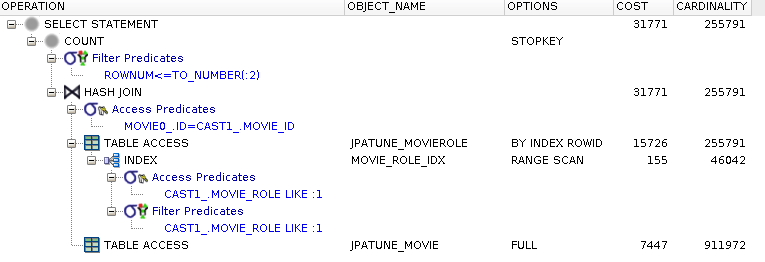 OPERATION OBJECT_NAME OPTIONS COST CARDINALITY
SELECT STATEMENT 31771 255791
COUNT STOPKEY
Filter Predicates
ROWNUM<=TO_NUMBER(:2)
HASH JOIN 31771 255791
Access Predicates
MOVIE0_.ID=CAST1_.MOVIE_ID
TABLE ACCESS JPATUNE_MOVIEROLE BY INDEX ROWID 15726 255791
INDEX MOVIE_ROLE_IDX RANGE SCAN 155 46042
Access Predicates
CAST1_.MOVIE_ROLE LIKE :1
Filter Predicates
CAST1_.MOVIE_ROLE LIKE :1
TABLE ACCESS JPATUNE_MOVIE FULL 7447 911972